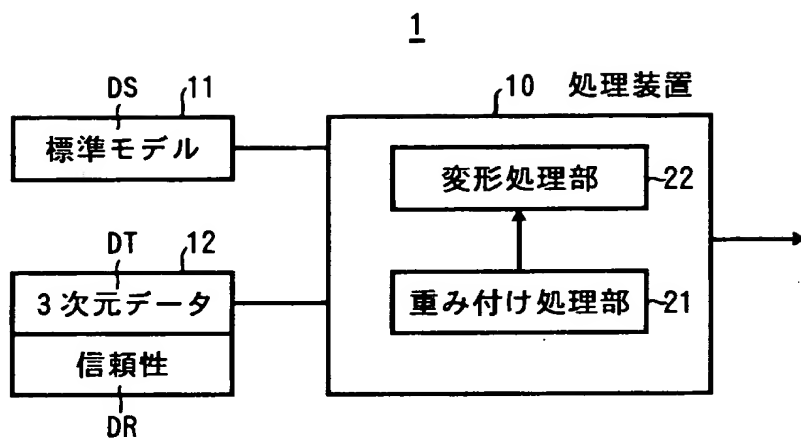 1
DS
11
標準モデル
10 処理装置
変形処理部
22
DT
12
3次元データ
重み付け処理部
21
信頼性
DR